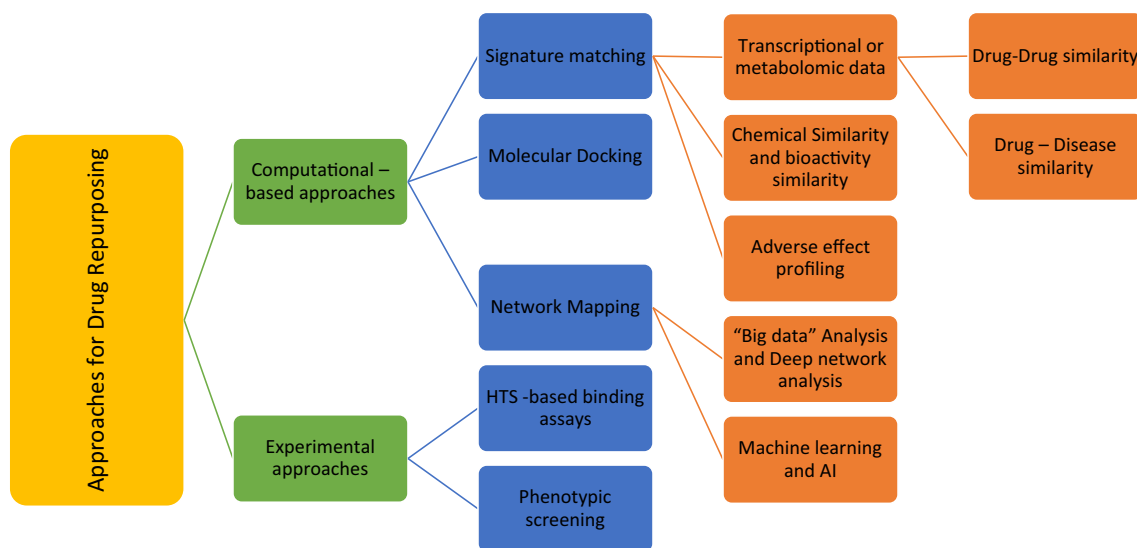 Approaches for Drug Repurposing
Computational –
based approaches
Experimental
approaches
Signature matching
Molecular Docking
Network Mapping
HTS -based binding
assays
Phenotypic
screening
Transcriptional or
metabolomic data
Chemical Similarity
and bioactivity
similarity
Adverse effect
profiling
“Big data” Analysis
and Deep network
analysis
Machine learning
and AI
Drug-Drug similarity
Drug – Disease
similarity